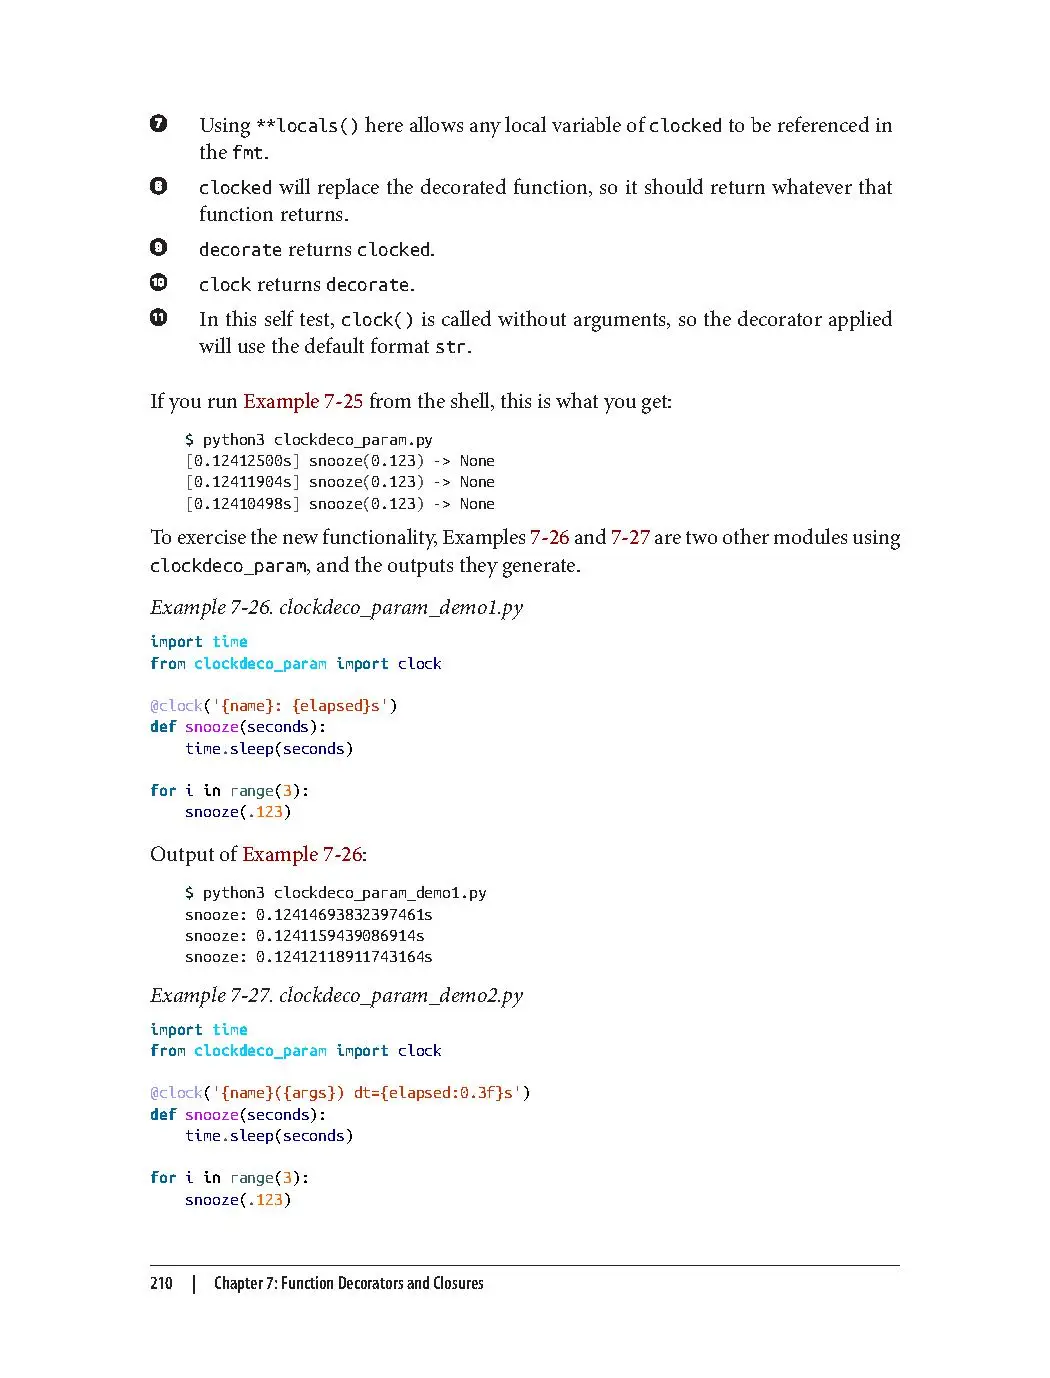 ❼ Using **locals() here allows any local variable of clocked to be referenced in
the fmt.
❽ clocked will replace the decorated function, so it should return whatever that
function returns.
❾ decorate returns clocked.
❿ clock returns decorate.
⓫ In this self test, clock() is called without arguments, so the decorator applied
will use the default format str.
If you run Example 7-25 from the shell, this is what you get:
$ python3 clockdeco_param.py
[0.12412500s] snooze(0.123) -> None
[0.12411904s] snooze(0.123) -> None
[0.12410498s] snooze(0.123) -> None
To exercise the new functionality, Examples 7-26 and 7-27 are two other modules using
clockdeco_param, and the outputs they generate.
Example 7-26. clockdeco_param_demo1.py
import time
from clockdeco_param import clock
@clock('{name}: {elapsed}s')
def snooze(seconds):
    time.sleep(seconds)
for i in range(3):
    snooze(.123)
Output of Example 7-26:
$ python3 clockdeco_param_demo1.py
snooze: 0.12414693832397461s
snooze: 0.1241159439086914s
snooze: 0.12412118911743164s
Example 7-27. clockdeco_param_demo2.py
import time
from clockdeco_param import clock
@clock('{name}({args}) dt={elapsed:0.3f}s')
def snooze(seconds):
    time.sleep(seconds)
for i in range(3):
    snooze(.123)
210 | Chapter 7: Function Decorators and Closures